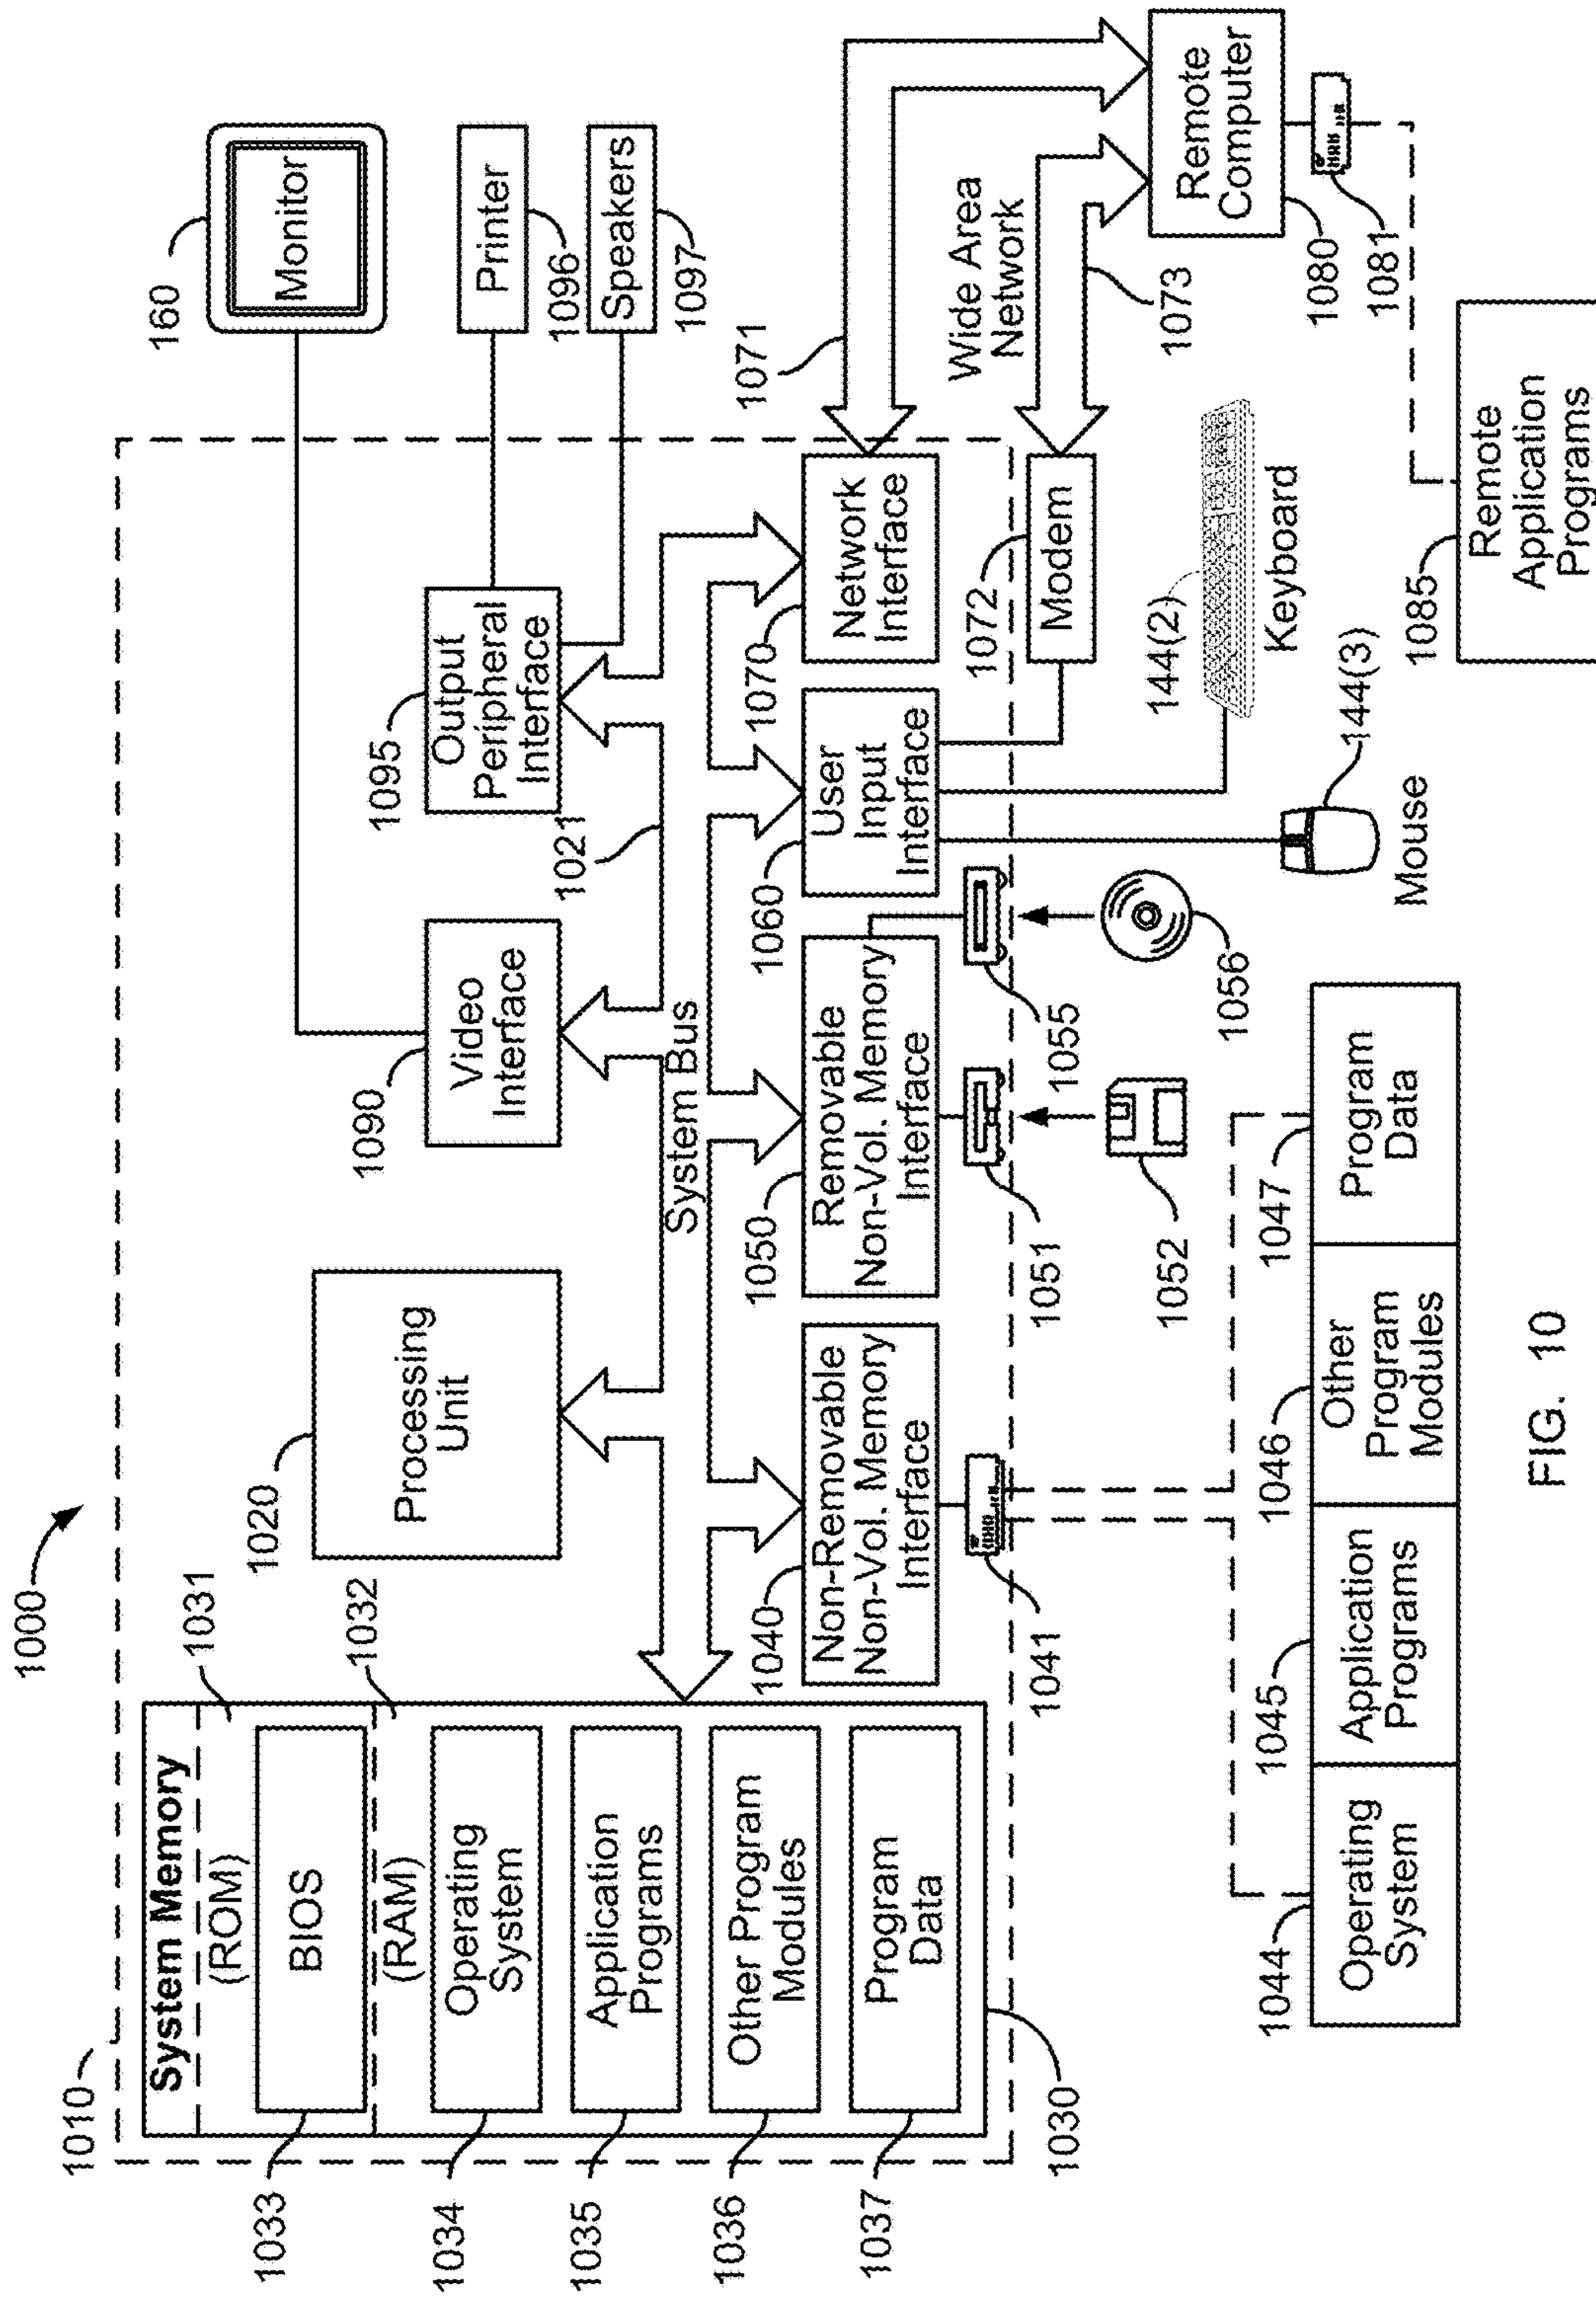 1000
1010
System Memory
(ROM)
1031
BIOS
1033
(RAM)
1032
Operating
System
1034
Application
Programs
1035
Other Program
Modules
1036
Program
Data
1037
1030
1020
Processing
Unit
1090
Video
Interface
1095
Output
Peripheral
Interface
160
Monitor
Printer
1096
Speakers
1097
System Bus
1021
1040
Non-Removable
Non-Vol. Memory
Interface
1050
Removable
Non-Vol. Memory
Interface
1060
User
Input
Interface
1070
Network
Interface
1071
Wide Area
Network
1041
1051
1055
1072
Modem
1073
Remote
Computer
1080
1081
1052
1056
144(2)
Keyboard
144(3)
Mouse
1044
1045
1046
1047
Operating
System
Application
Programs
Other
Program
Modules
Program
Data
1085
Remote
Application
Programs
FIG. 10